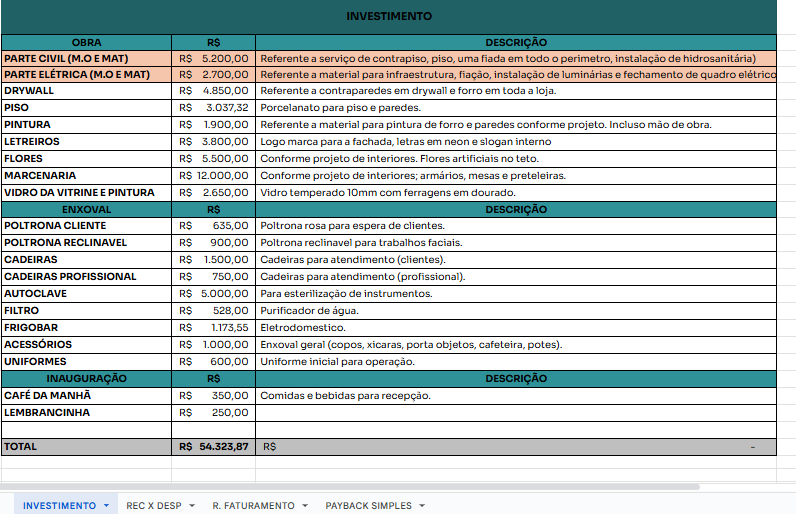 INVESTIMENTO
OBRA R$ DESCRIÇÃO
PARTE CIVIL (M.O E MAT) R$ 5.200,00 Referente a serviço de contrapiso, piso, uma fiada em todo o perimetro, instalação de hidrosanitária)
PARTE ELÉTRICA (M.O E MAT) R$ 2.700,00 Referente a material para infraestrutura, fiação, instalação de luminárias e fechamento de quadro elétrico
DRYWALL R$ 4.850,00 Referente a contraparedes em drywall e forro em toda a loja.
PISO R$ 3.037,32 Porcelanato para piso e paredes.
PINTURA R$ 1.900,00 Referente a material para pintura de forro e paredes conforme projeto. Incluso mão de obra.
LETREIROS R$ 3.800,00 Logo marca para a fachada, letras em neon e slogan interno
FLORES R$ 5.500,00 Conforme projeto de interiores. Flores artificiais no teto.
MARCENARIA R$ 12.000,00 Conforme projeto de interiores; armários, mesas e preteleiras.
VIDRO DA VITRINE E PINTURA R$ 2.650,00 Vidro temperado 10mm com ferragens em dourado.
ENXOVAL R$ DESCRIÇÃO
POLTRONA CLIENTE R$ 635,00 Poltrona rosa para espera de clientes.
POLTRONA RECLINAVEL R$ 900,00 Poltrona reclinavel para trabalhos faciais.
CADEIRAS R$ 1.500,00 Cadeiras para atendimento (clientes).
CADEIRAS PROFISSIONAL R$ 750,00 Cadeiras para atendimento (profissional).
AUTOCLAVE R$ 5.000,00 Para esterilização de instrumentos.
FILTRO R$ 528,00 Purificador de água.
FRIGOBAR R$ 1.173,55 Eletrodomestico.
ACESSÓRIOS R$ 1.000,00 Enxoval geral (copos, xicaras, porta objetos, cafeteira, potes).
UNIFORMES R$ 600,00 Uniforme inicial para operação.
INAUGURAÇÃO R$ DESCRIÇÃO
CAFÉ DA MANHÃ R$ 350,00 Comidas e bebidas para recepção.
LEMBRANCINHA R$ 250,00
TOTAL R$ 54.323,87 R$ -
INVESTIMENTO REC X DESP R. FATURAMENTO PAYBACK SIMPLES